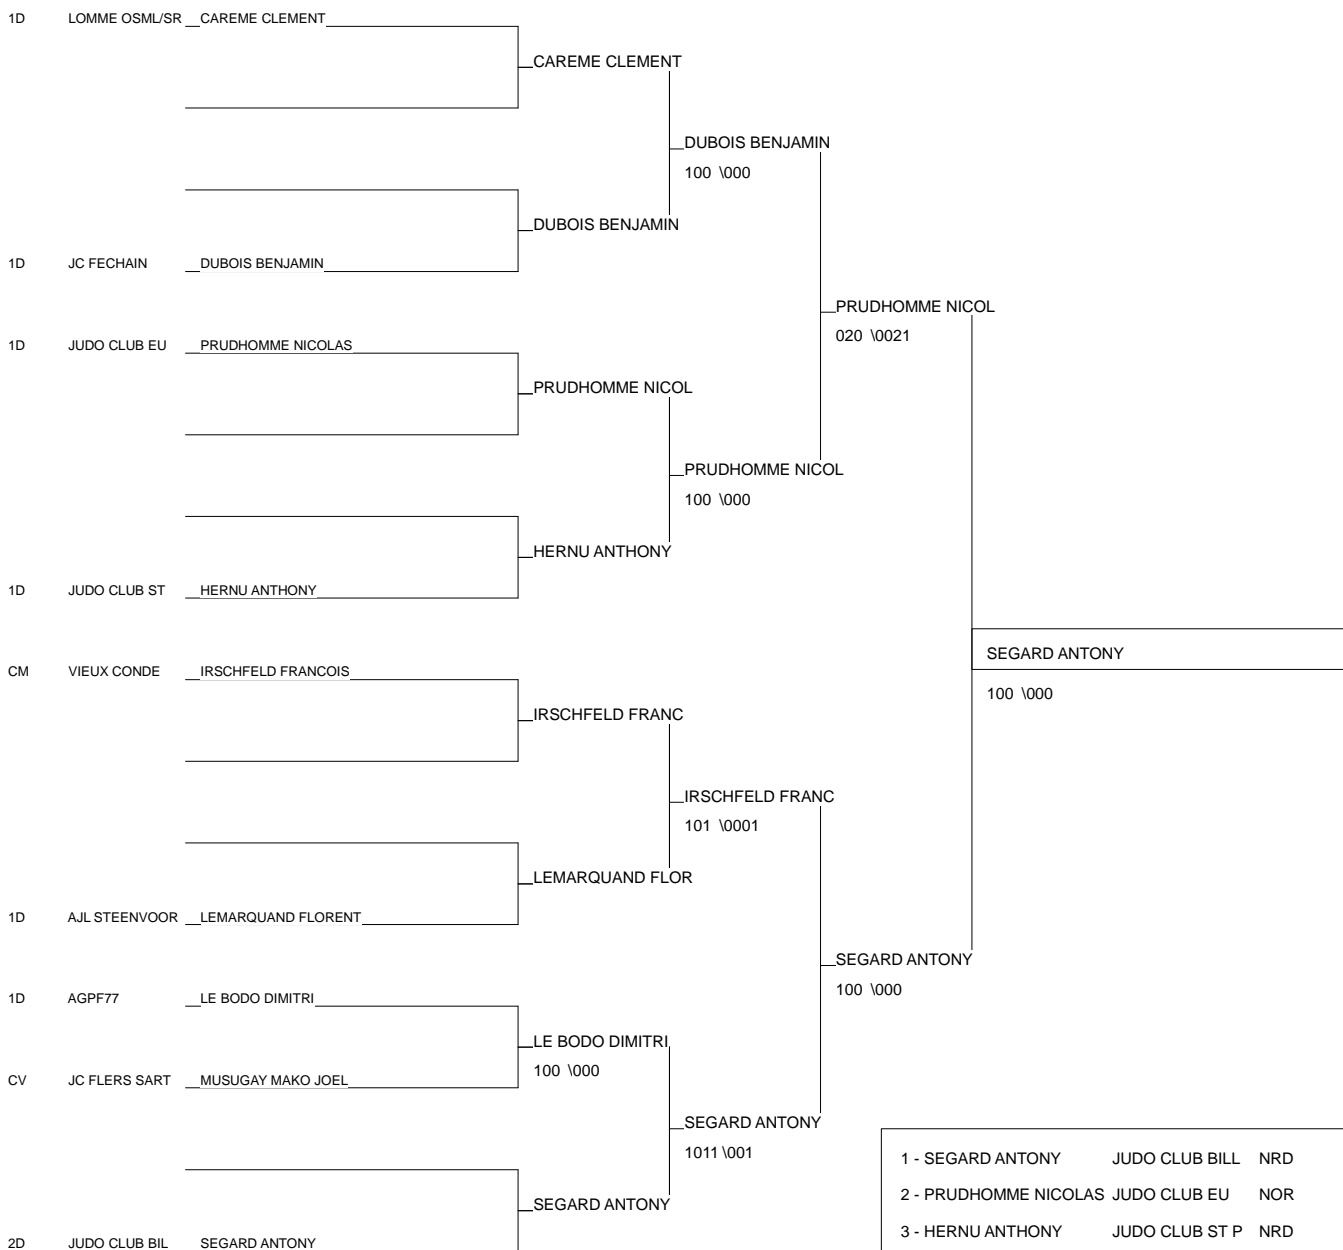 1D LOMME OSML/SR CAREME CLEMENT
CAREME CLEMENT
DUBOIS BENJAMIN
100 \000
DUBOIS BENJAMIN
1D JC FECHAIN DUBOIS BENJAMIN
PRUDHOMME NICOL
020 \0021
1D JUDO CLUB EU PRUDHOMME NICOLAS
PRUDHOMME NICOL
PRUDHOMME NICOL
100 \000
HERNU ANTHONY
1D JUDO CLUB ST HERNU ANTHONY
SEGARD ANTONY
100 \000
CM VIEUX CONDE IRSCHFELD FRANCOIS
IRSCHFELD FRANC
IRSCHFELD FRANC
101 \0001
LEMARQUAND FLOR
1D AJL STEENVOOR LEMARQUAND FLORENT
SEGARD ANTONY
100 \000
1D AGPF77 LE BODO DIMITRI
LE BODO DIMITRI
100 \000
CV JC FLERS SART MUSUGAY MAKO JOEL
SEGARD ANTONY
1011 \001
SEGARD ANTONY
2D JUDO CLUB BIL SEGARD ANTONY
1 - SEGARD ANTONY JUDO CLUB BILL NRD
2 - PRUDHOMME NICOLAS JUDO CLUB EU NOR
3 - HERNU ANTHONY JUDO CLUB ST P NRD